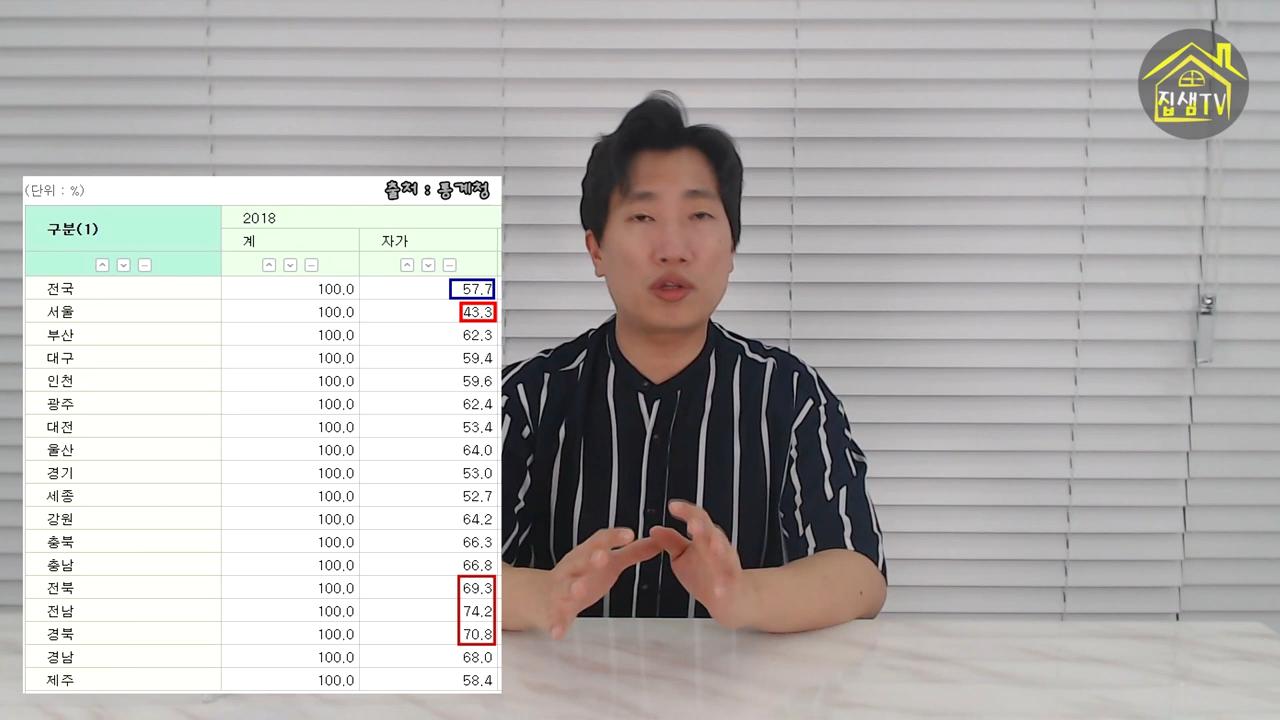 집샘TV
(단위 : %) 출처 : 통계청
구분(1) 2018
계 자가
전국 100.0 57.7
서울 100.0 43.3
부산 100.0 62.3
대구 100.0 59.4
인천 100.0 59.6
광주 100.0 62.4
대전 100.0 53.4
울산 100.0 64.0
경기 100.0 53.0
세종 100.0 52.7
강원 100.0 64.2
충북 100.0 66.3
충남 100.0 66.8
전북 100.0 69.3
전남 100.0 74.2
경북 100.0 70.8
경남 100.0 68.0
제주 100.0 58.4